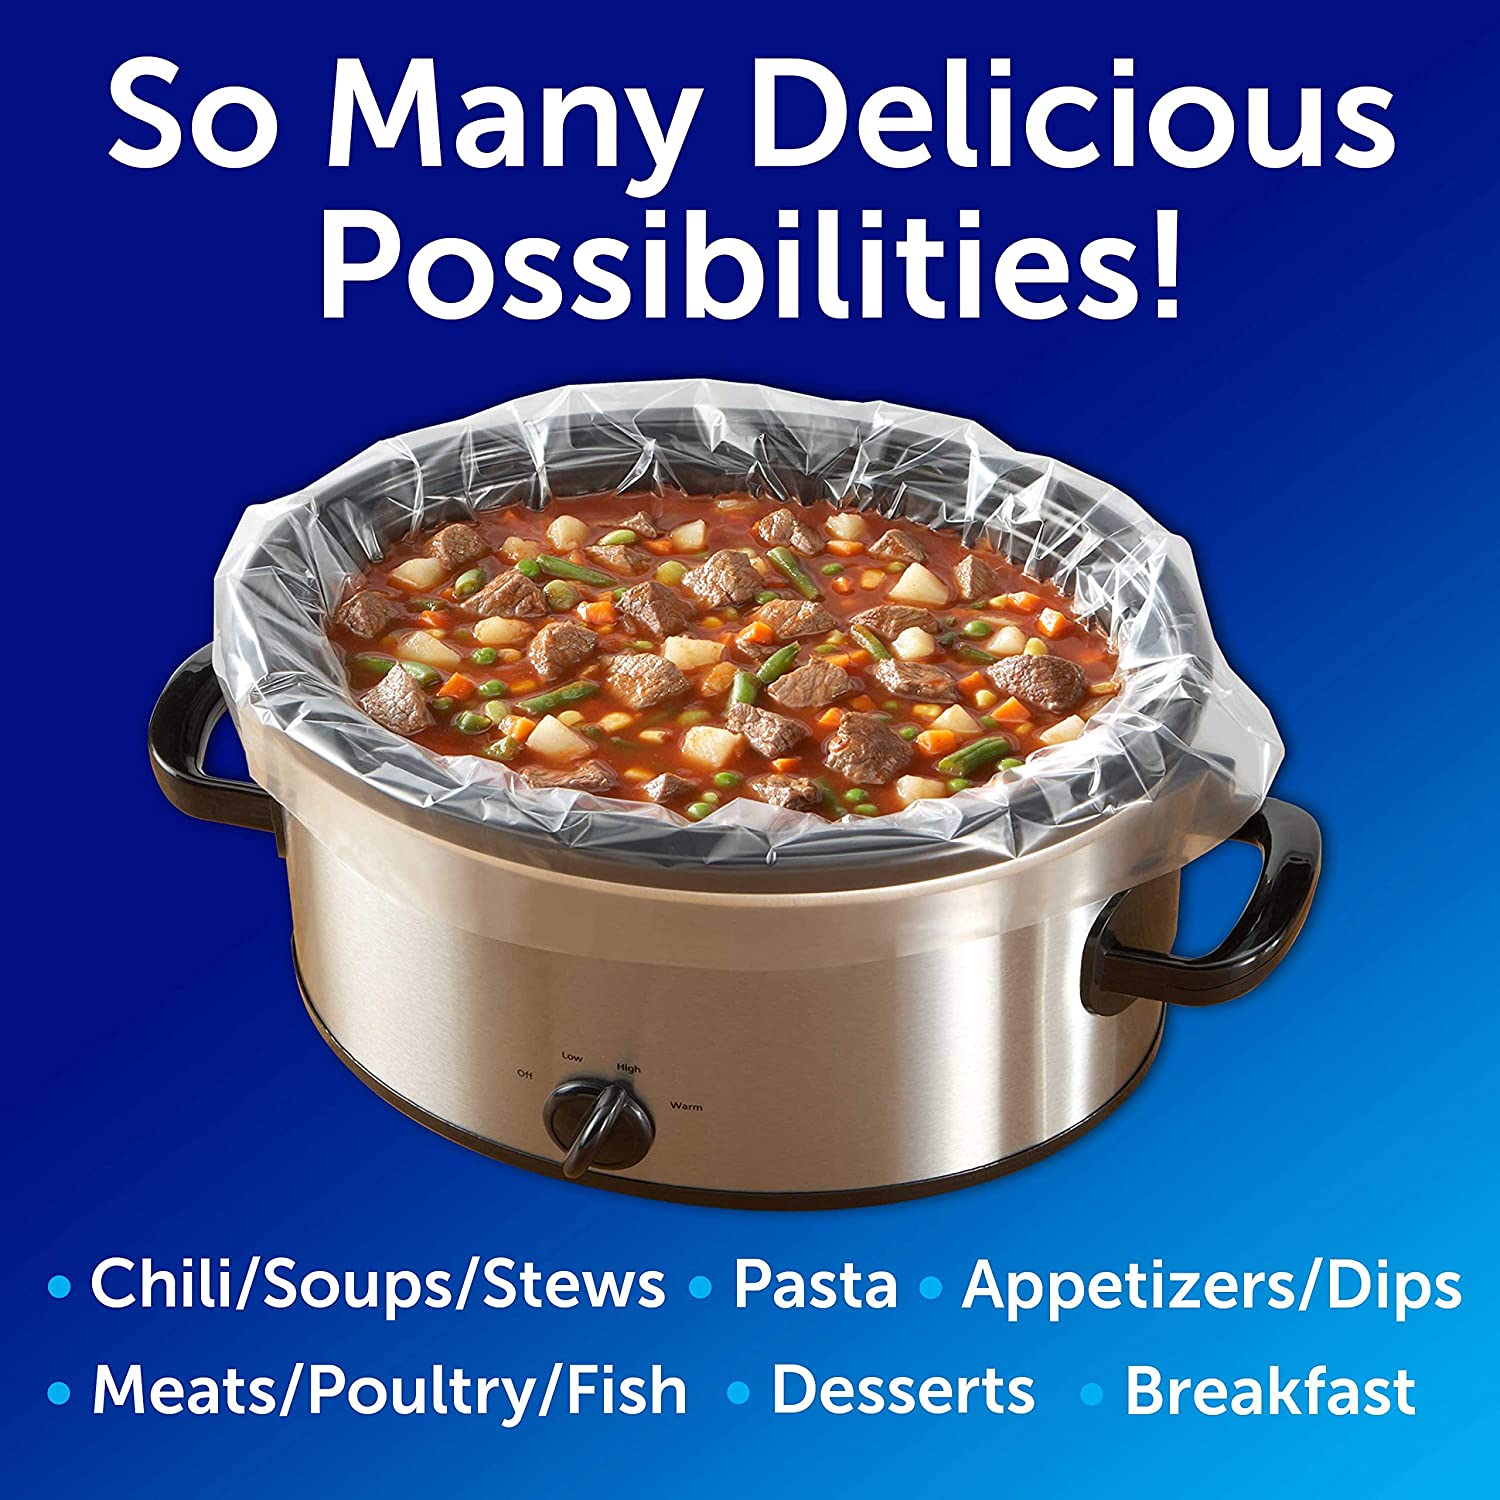 So Many Delicious
Possibilities!
Off Low High Warm
• Chili/Soups/Stews • Pasta • Appetizers/Dips
• Meats/Poultry/Fish • Desserts • Breakfast